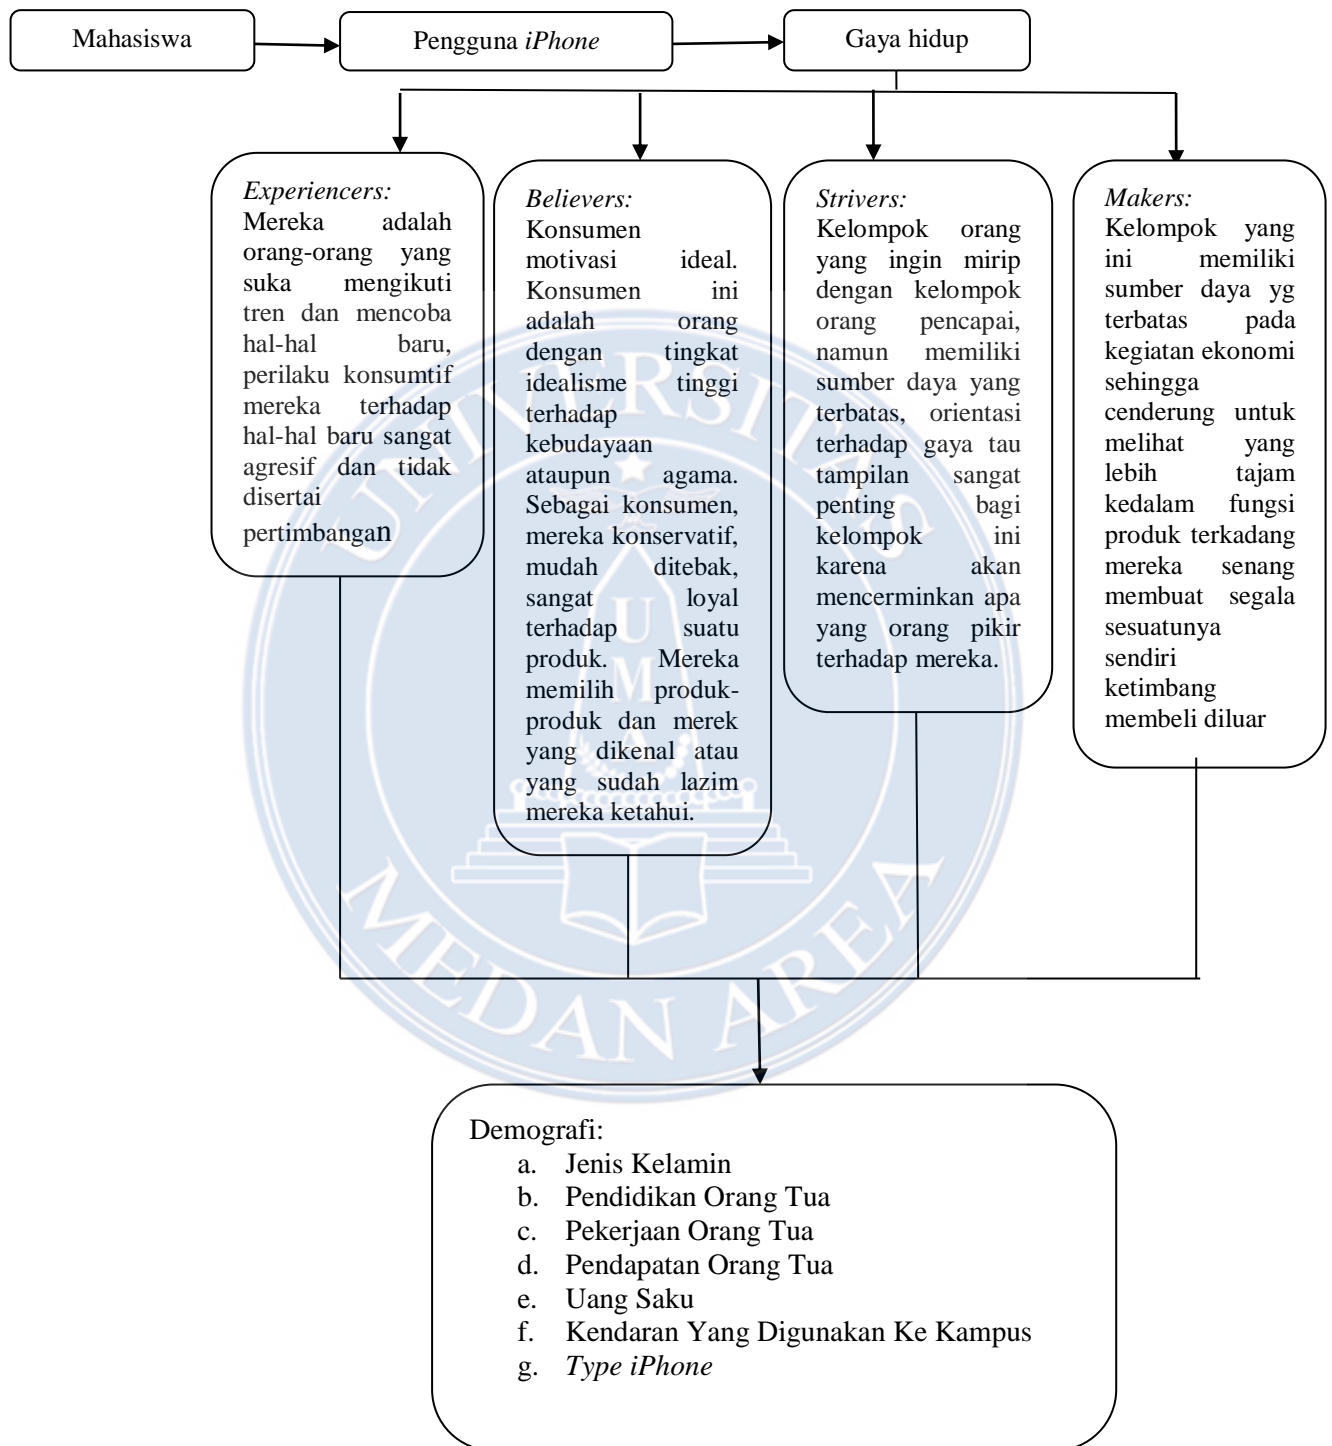 Mahasiswa
Pengguna iPhone
Gaya hidup
Experiencers:
Mereka adalah
orang-orang yang
suka mengikuti
tren dan mencoba
hal-hal baru,
perilaku konsumtif
mereka terhadap
hal-hal baru sangat
agresif dan tidak
disertai
pertimbangan
Believers:
Konsumen
motivasi ideal.
Konsumen ini
adalah orang
dengan tingkat
idealisme tinggi
terhadap
kebudayaan
ataupun agama.
Sebagai konsumen,
mereka konservatif,
mudah ditebak,
sangat loyal
terhadap suatu
produk. Mereka
memilih produk-
produk dan merek
yang dikenal atau
yang sudah lazim
mereka ketahui.
Strivers:
Kelompok orang
yang ingin mirip
dengan kelompok
orang pencapai,
namun memiliki
sumber daya yang
terbatas, orientasi
terhadap gaya tau
tampilan sangat
penting bagi
kelompok ini
karena akan
mencerminkan apa
yang orang pikir
terhadap mereka.
Makers:
Kelompok yang
ini memiliki
sumber daya yg
terbatas pada
kegiatan ekonomi
sehingga
cenderung untuk
melihat yang
lebih tajam
kedalam fungsi
produk terkadang
mereka senang
membuat segala
sesuatunya
sendiri
ketimbang
membeli diluar
UNIVERSITAS
UMA
MEDAN AREA
Demografi:
a. Jenis Kelamin
b. Pendidikan Orang Tua
c. Pekerjaan Orang Tua
d. Pendapatan Orang Tua
e. Uang Saku
f. Kendaran Yang Digunakan Ke Kampus
g. Type iPhone